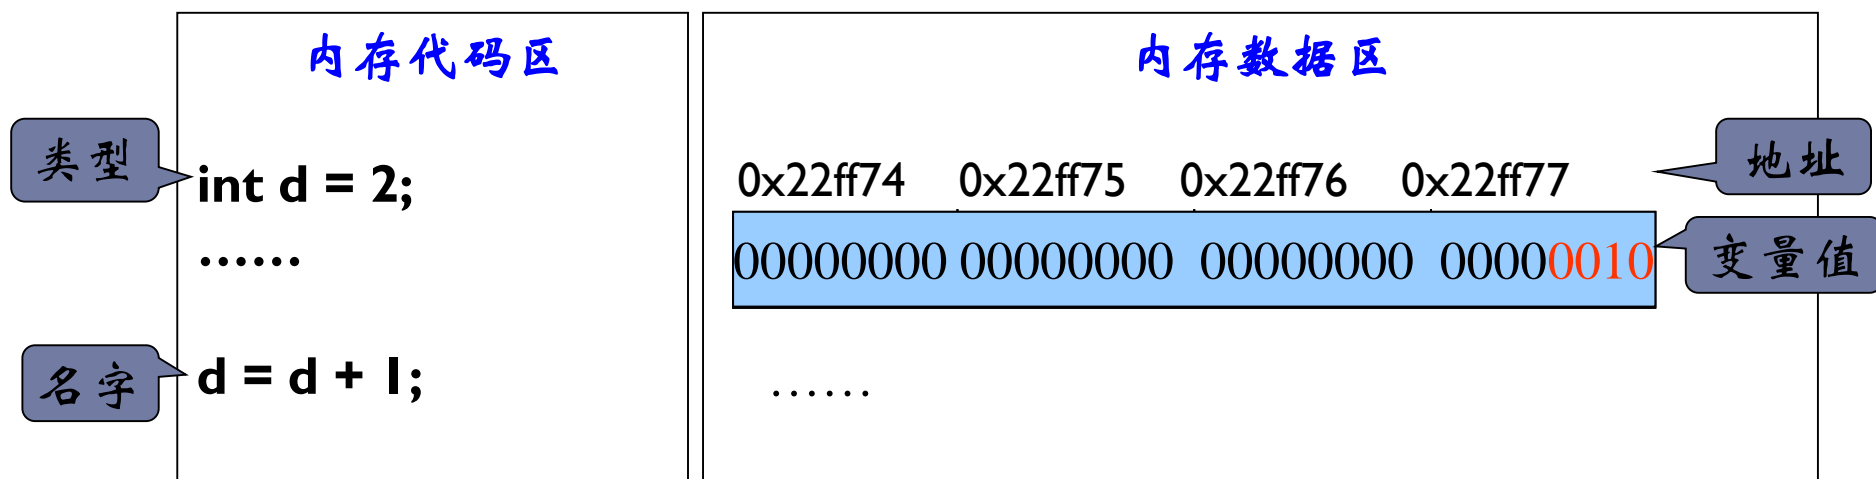 内存代码区
内存数据区
类型
int d = 2;
0x22ff74 0x22ff75 0x22ff76 0x22ff77
地址
……
00000000 00000000 00000000 00000010
变量值
名字
d = d + 1;
……